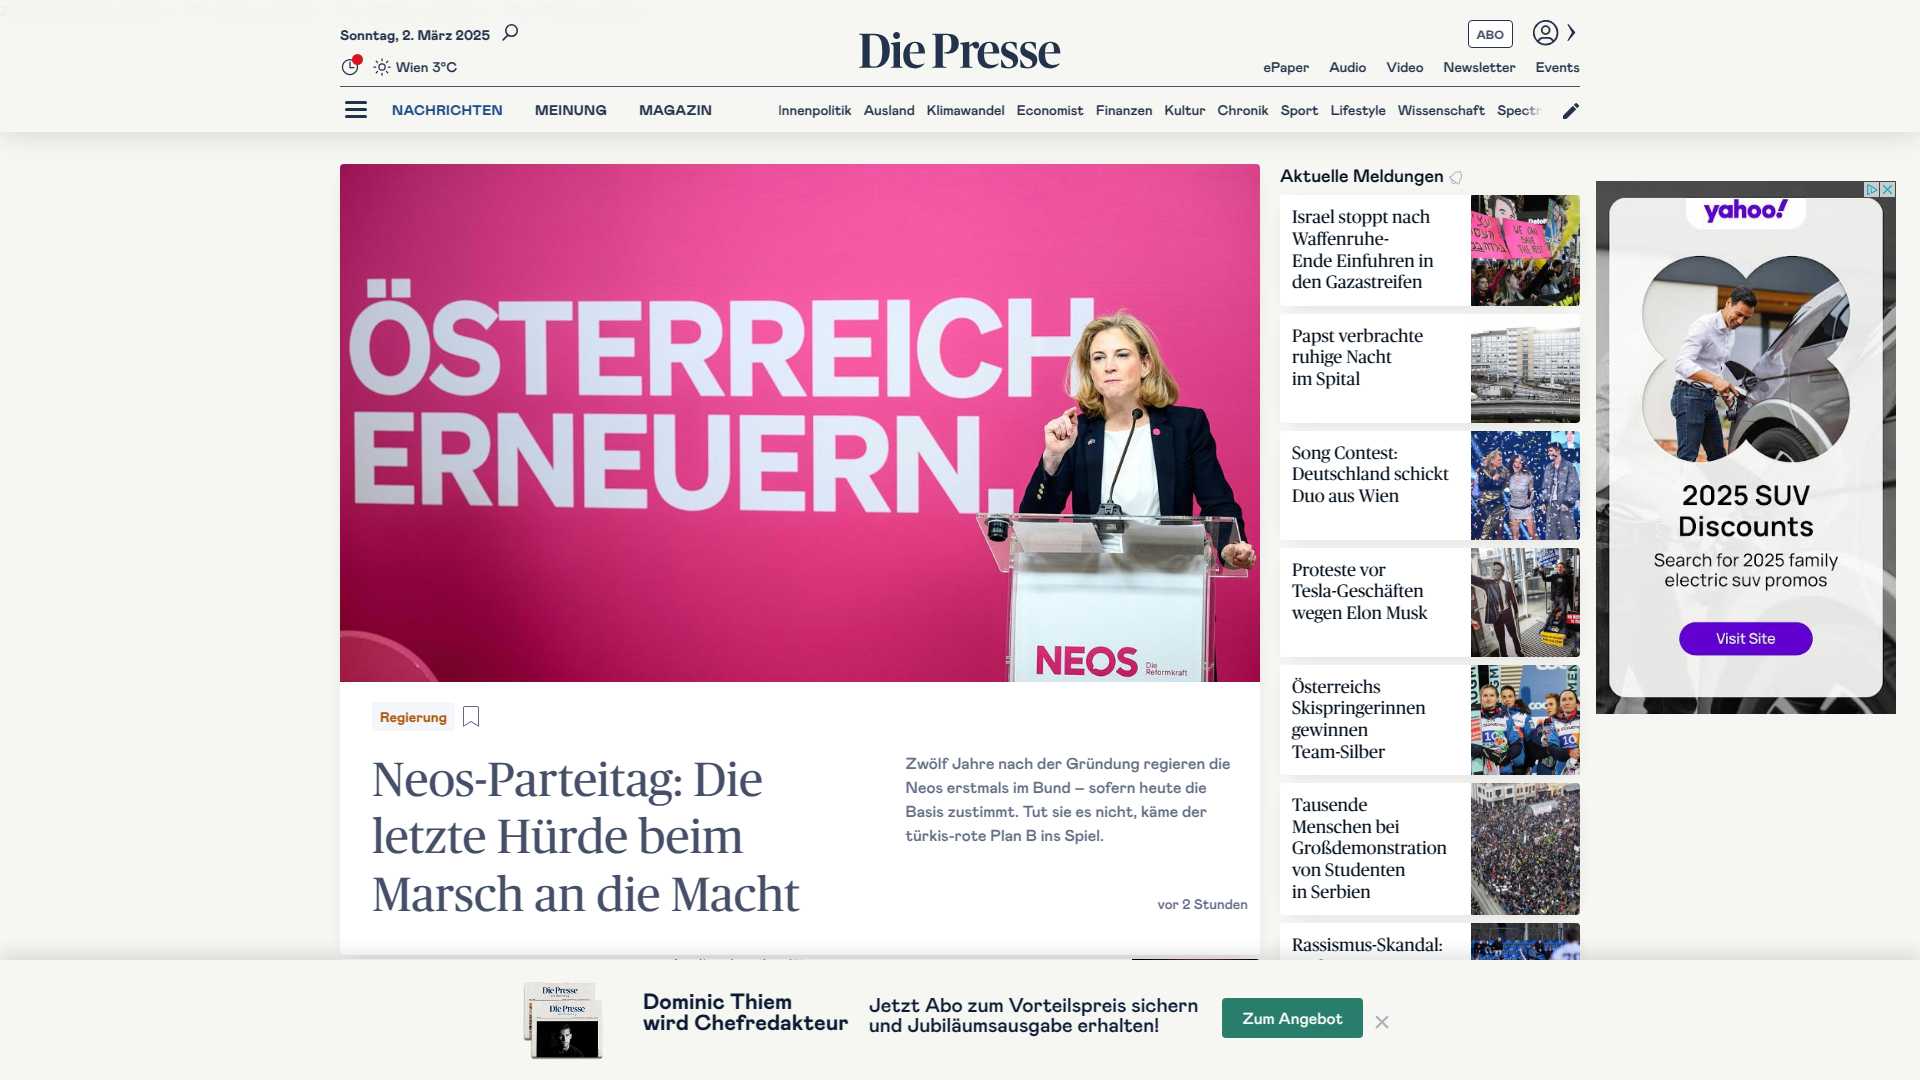 Sonntag, 2. März 2025
Die Presse
ABO
Wien 3°C
ePaper Audio Video Newsletter Events
NACHRICHTEN MEINUNG MAGAZIN Innenpolitik Ausland Klimawandel Economist Finanzen Kultur Chronik Sport Lifestyle Wissenschaft Spectr
ÖSTERREICH
ERNEUERN.
NEOS
Die
Reformkraft
Regierung
Neos-Parteitag: Die
letzte Hürde beim
Marsch an die Macht
Zwölf Jahre nach der Gründung regieren die
Neos erstmals im Bund – sofern heute die
Basis zustimmt. Tut sie es nicht, käme der
türkis-rote Plan B ins Spiel.
vor 2 Stunden
Aktuelle Meldungen
Israel stoppt nach
Waffenruhe-
Ende Einfuhren in
den Gazastreifen
WE CAN
SAVE
THE REST
Papst verbrachte
ruhige Nacht
im Spital
Song Contest:
Deutschland schickt
Duo aus Wien
Proteste vor
Tesla-Geschäften
wegen Elon Musk
Österreichs
Skispringerinnen
gewinnen
Team-Silber
Tausende
Menschen bei
Großdemonstration
von Studenten
in Serbien
Rassismus-Skandal:
yahoo!
2025 SUV
Discounts
Search for 2025 family
electric suv promos
Visit Site
Die Presse
Die Presse
Dominic Thiem
wird Chefredakteur
Jetzt Abo zum Vorteilspreis sichern
und Jubiläumsausgabe erhalten!
Zum Angebot